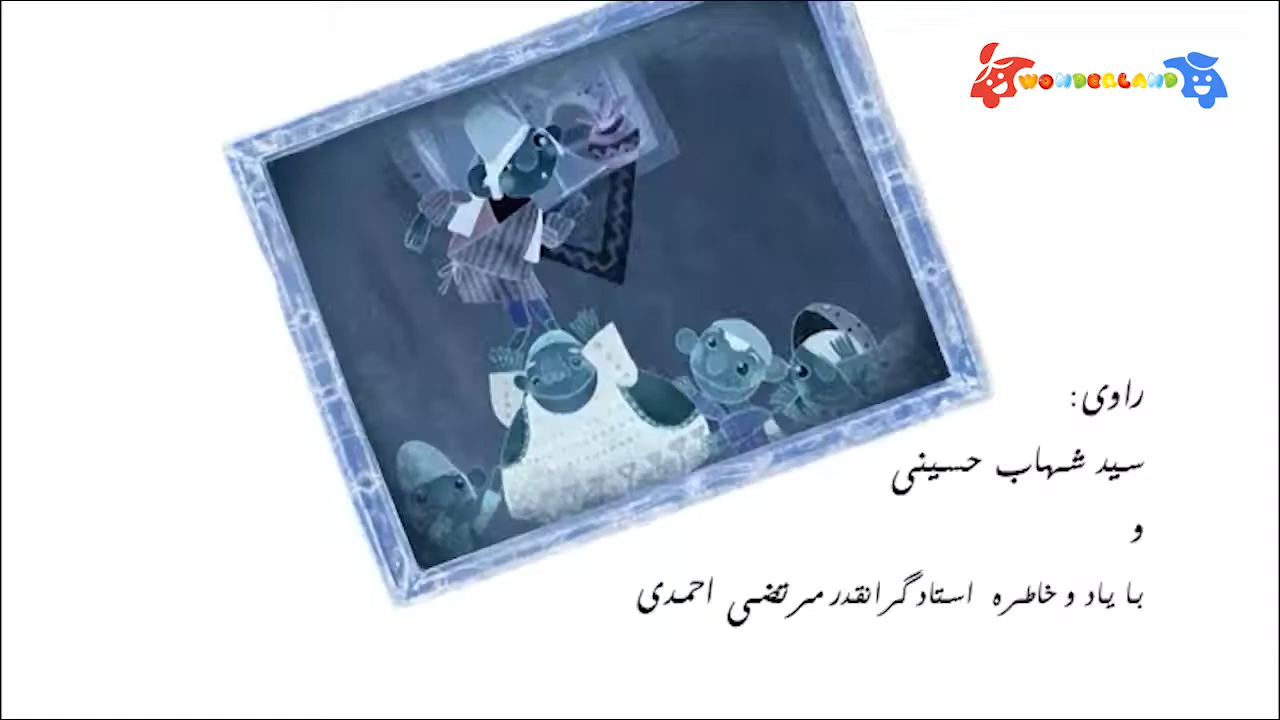 WONDERLAND
راوی:
سید شهاب حسینی
و
با یاد و خاطره استاد گرانقدر مرتضی احمدی